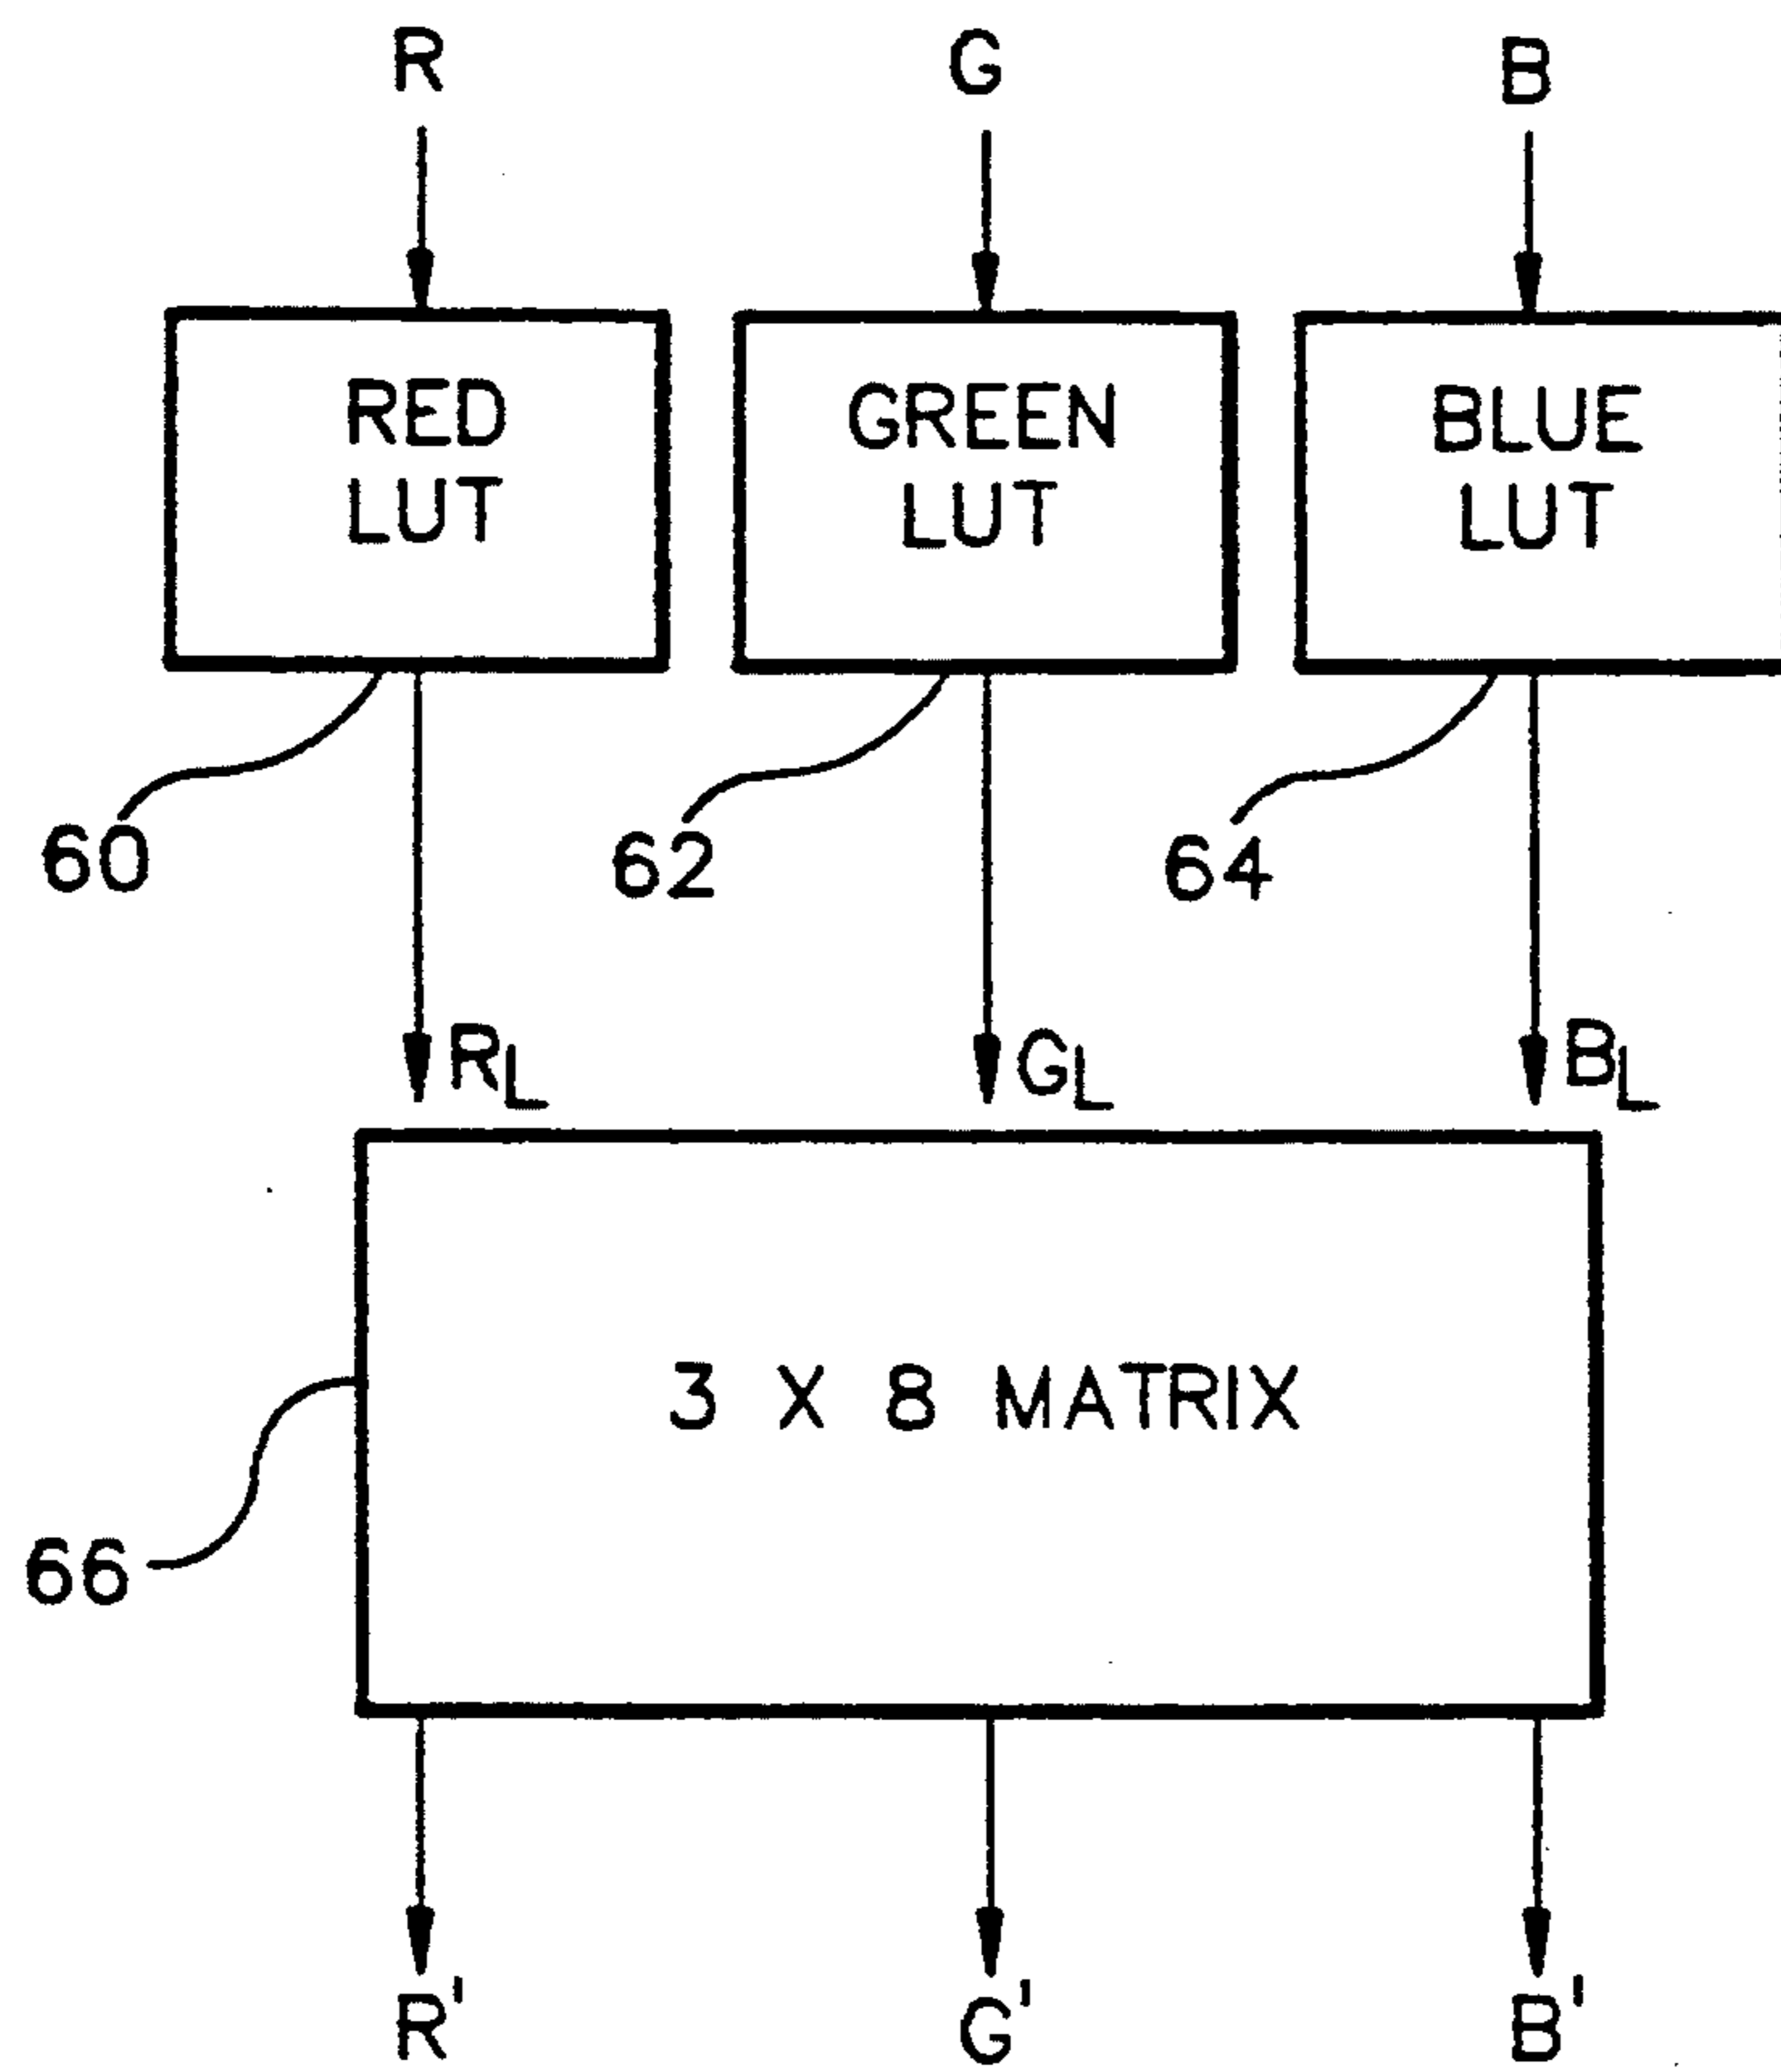 R G B
RED LUT
GREEN LUT
BLUE LUT
60 62 64
RL GL BL
3 X 8 MATRIX
66
R' G' B'